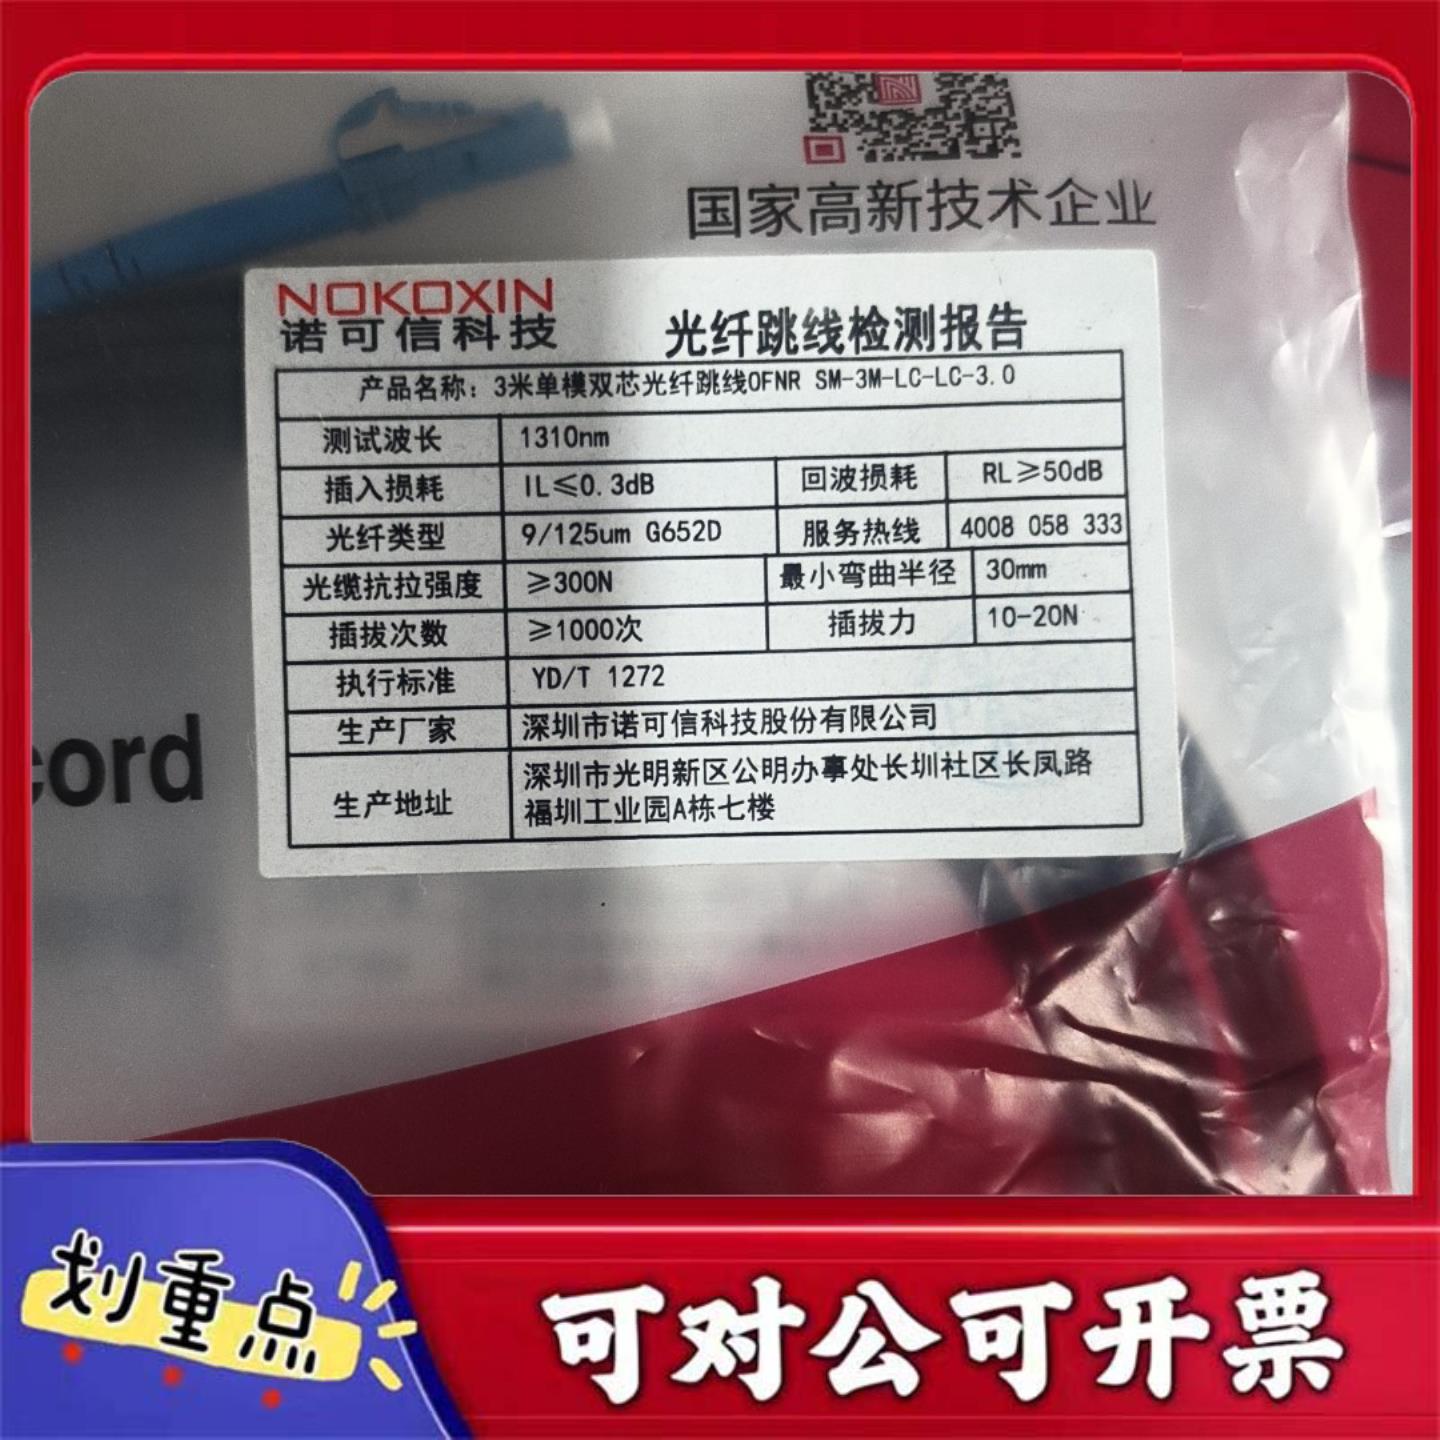 国家高新技术企业
NOKOXIN
诺可信科技
光纤跳线检测报告
产品名称：3米单模双芯光纤跳线OFNR SM-3M-LC-LC-3.0
测试波长 1310nm
插入损耗 IL≤0.3dB 回波损耗 RL≥50dB
光纤类型 9/125um G652D 服务热线 4008 058 333
光缆抗拉强度 ≥300N 最小弯曲半径 30mm
插拔次数 ≥1000次 插拔力 10-20N
执行标准 YD/T 1272
生产厂家 深圳市诺可信科技股份有限公司
生产地址 深圳市光明新区公明办事处长圳社区长凤路
福圳工业园A栋七楼
cord
划重点
可对公可开票